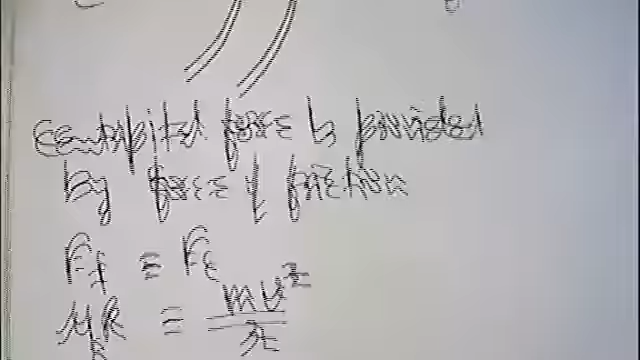 Centripetal force is provided
By force of friction
Ff = Fc
μR = mv²/r